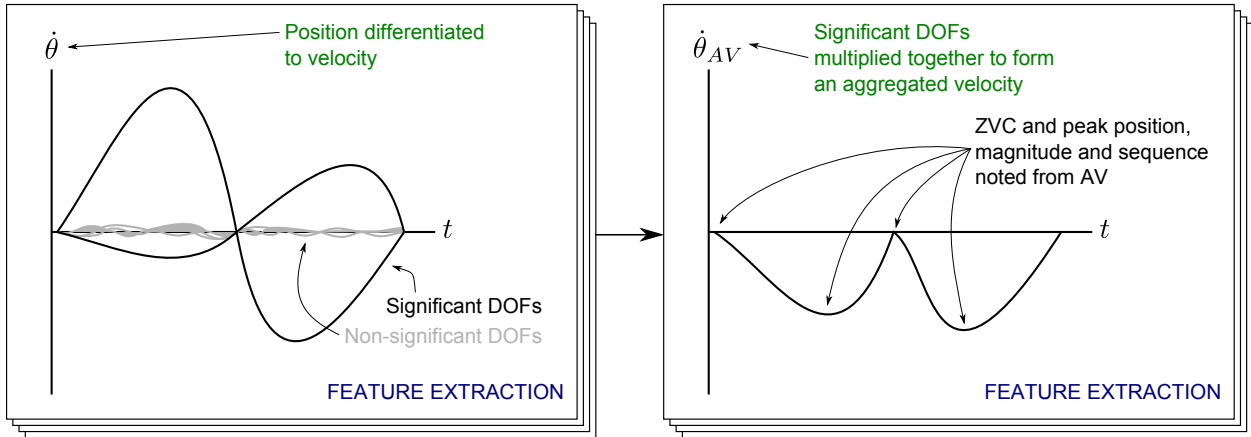 θ̇
Position differentiated
to velocity
t
Significant DOFs
Non-significant DOFs
FEATURE EXTRACTION
θ̇_AV
Significant DOFs
multiplied together to form
an aggregated velocity
ZVC and peak position,
magnitude and sequence
noted from AV
t
FEATURE EXTRACTION